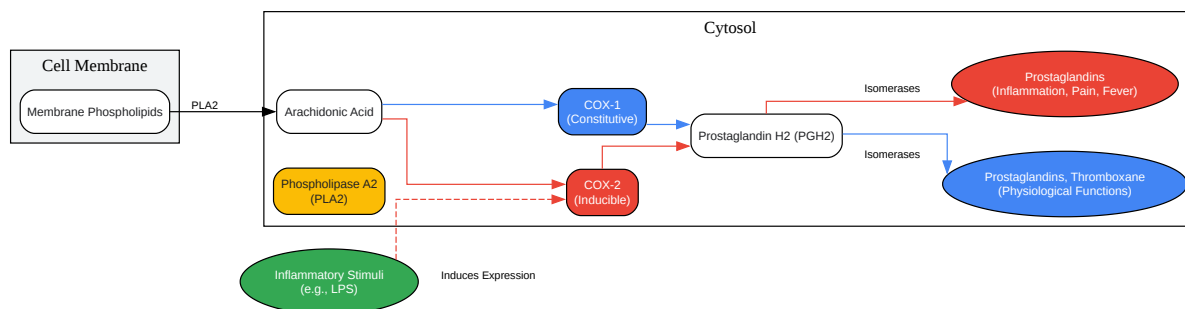 Cytosol
Cell Membrane
Membrane Phospholipids
PLA2
Arachidonic Acid
COX-1
(Constitutive)
Prostaglandin H2 (PGH2)
Isomerases
Prostaglandins
(Inflammation, Pain, Fever)
Isomerases
Phospholipase A2
(PLA2)
COX-2
(Inducible)
Prostaglandins, Thromboxane
(Physiological Functions)
Inflammatory Stimuli
(e.g., LPS)
Induces Expression